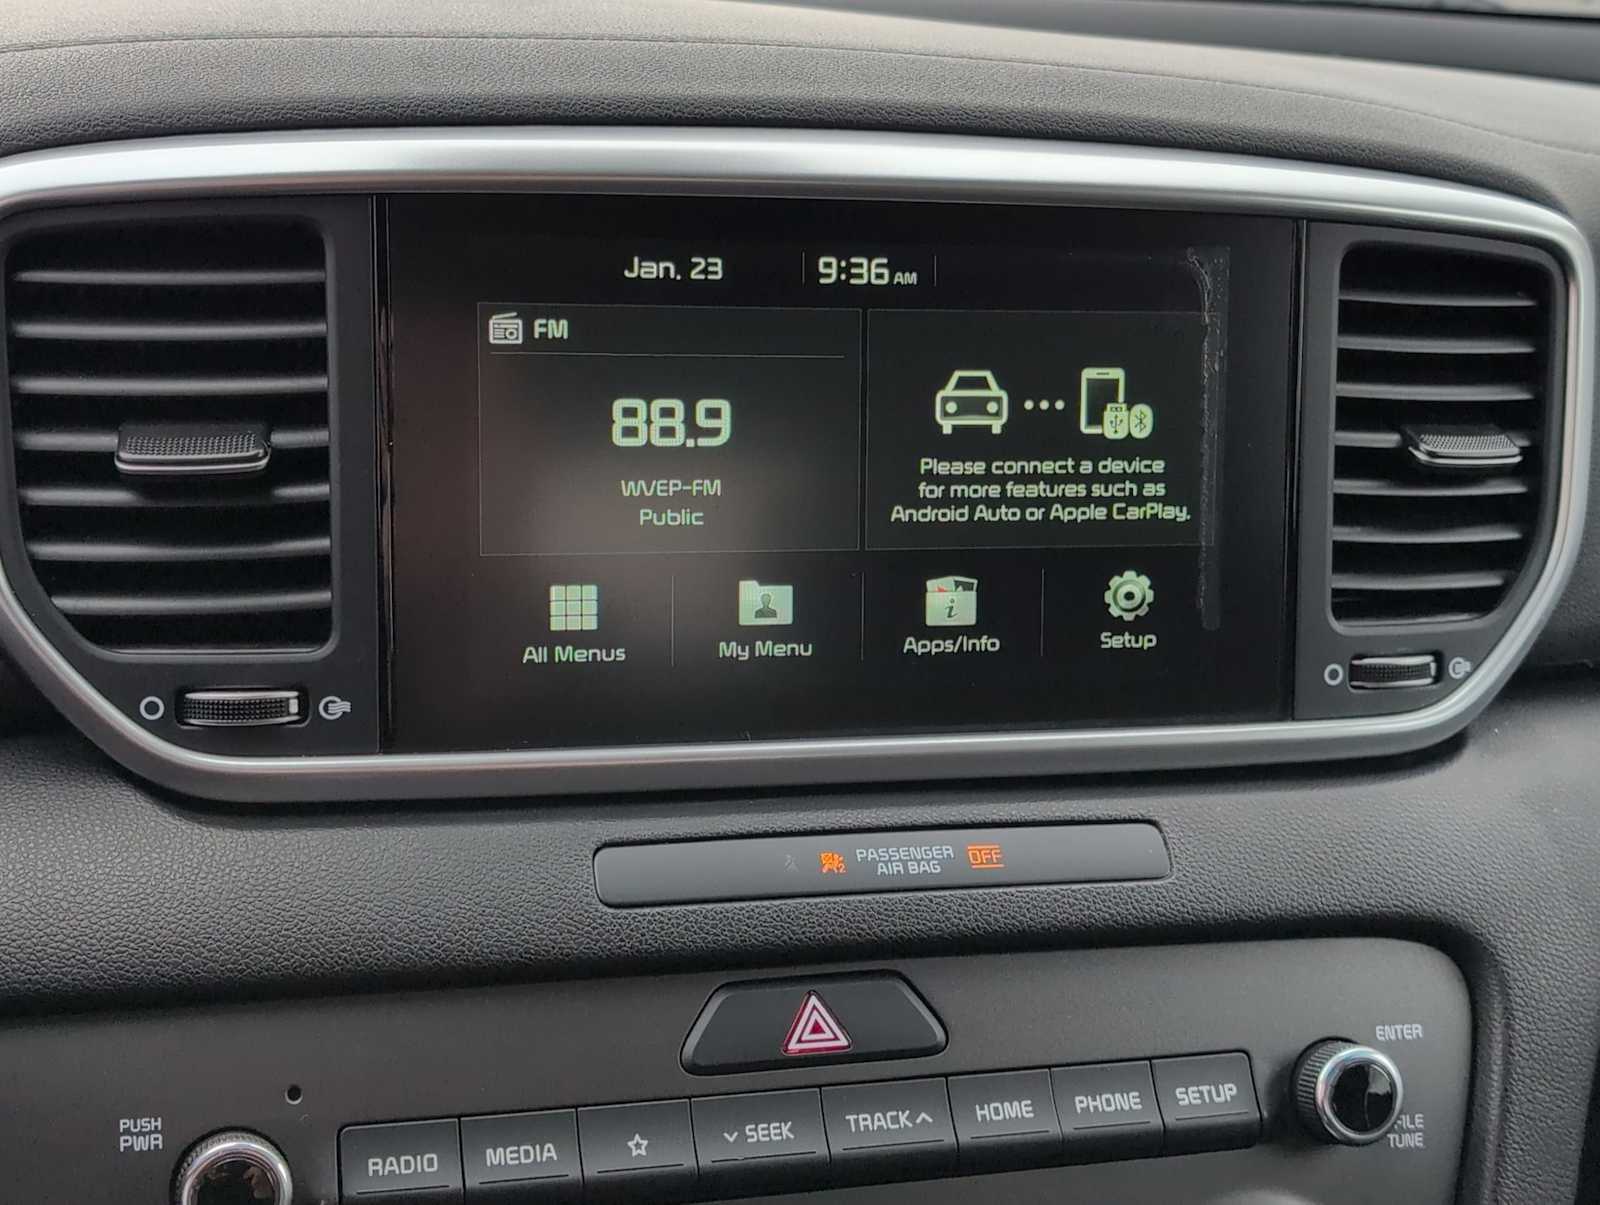 Jan. 23 9:36 AM
FM
88.9
WVEP-FM
Public
Please connect a device
for more features such as
Android Auto or Apple CarPlay.
All Menus My Menu Apps/Info Setup
PASSENGER
AIR BAG
OFF
PUSH
PWR
RADIO MEDIA SEEK TRACK HOME PHONE SETUP
ENTER
FILE
TUNE